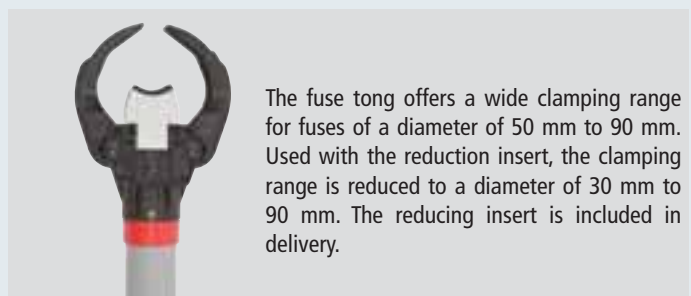 The fuse tong offers a wide clamping range
for fuses of a diameter of 50 mm to 90 mm.
Used with the reduction insert, the clamping
range is reduced to a diameter of 30 mm to
90 mm. The reducing insert is included in
delivery.